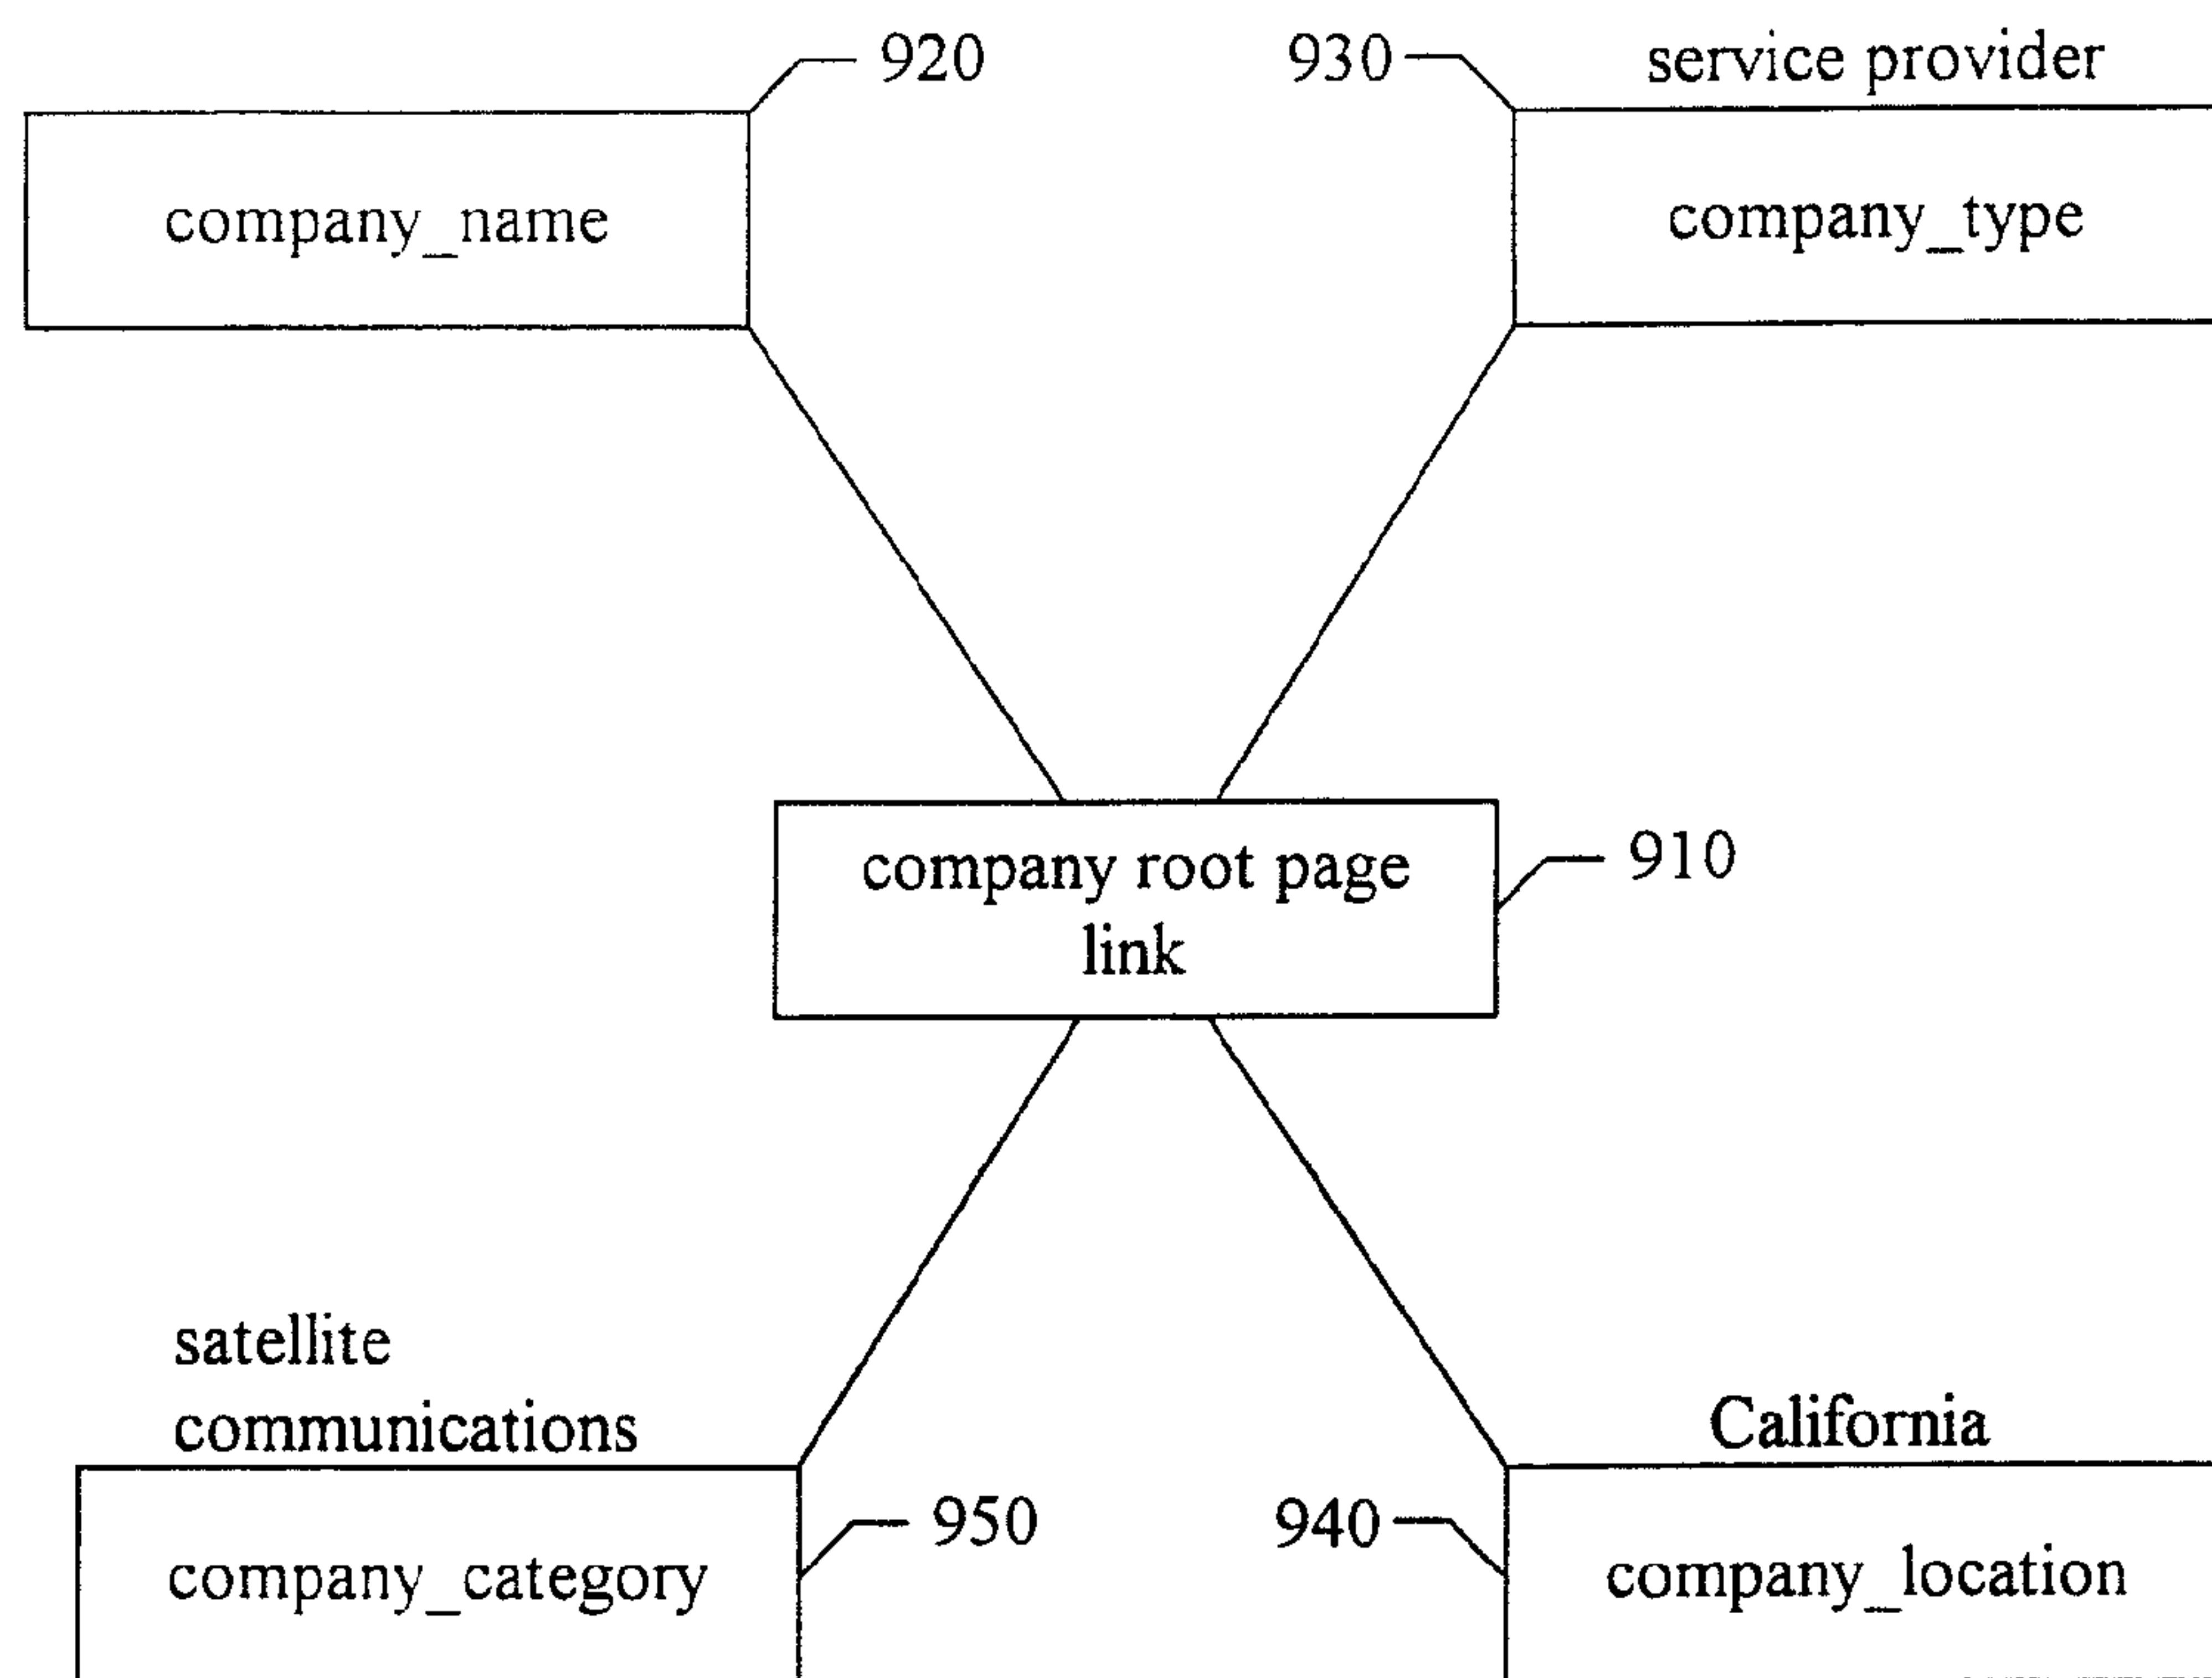 920
930
service provider
company_name
company_type
company root page
link
910
satellite
communications
California
950
940
company_category
company_location